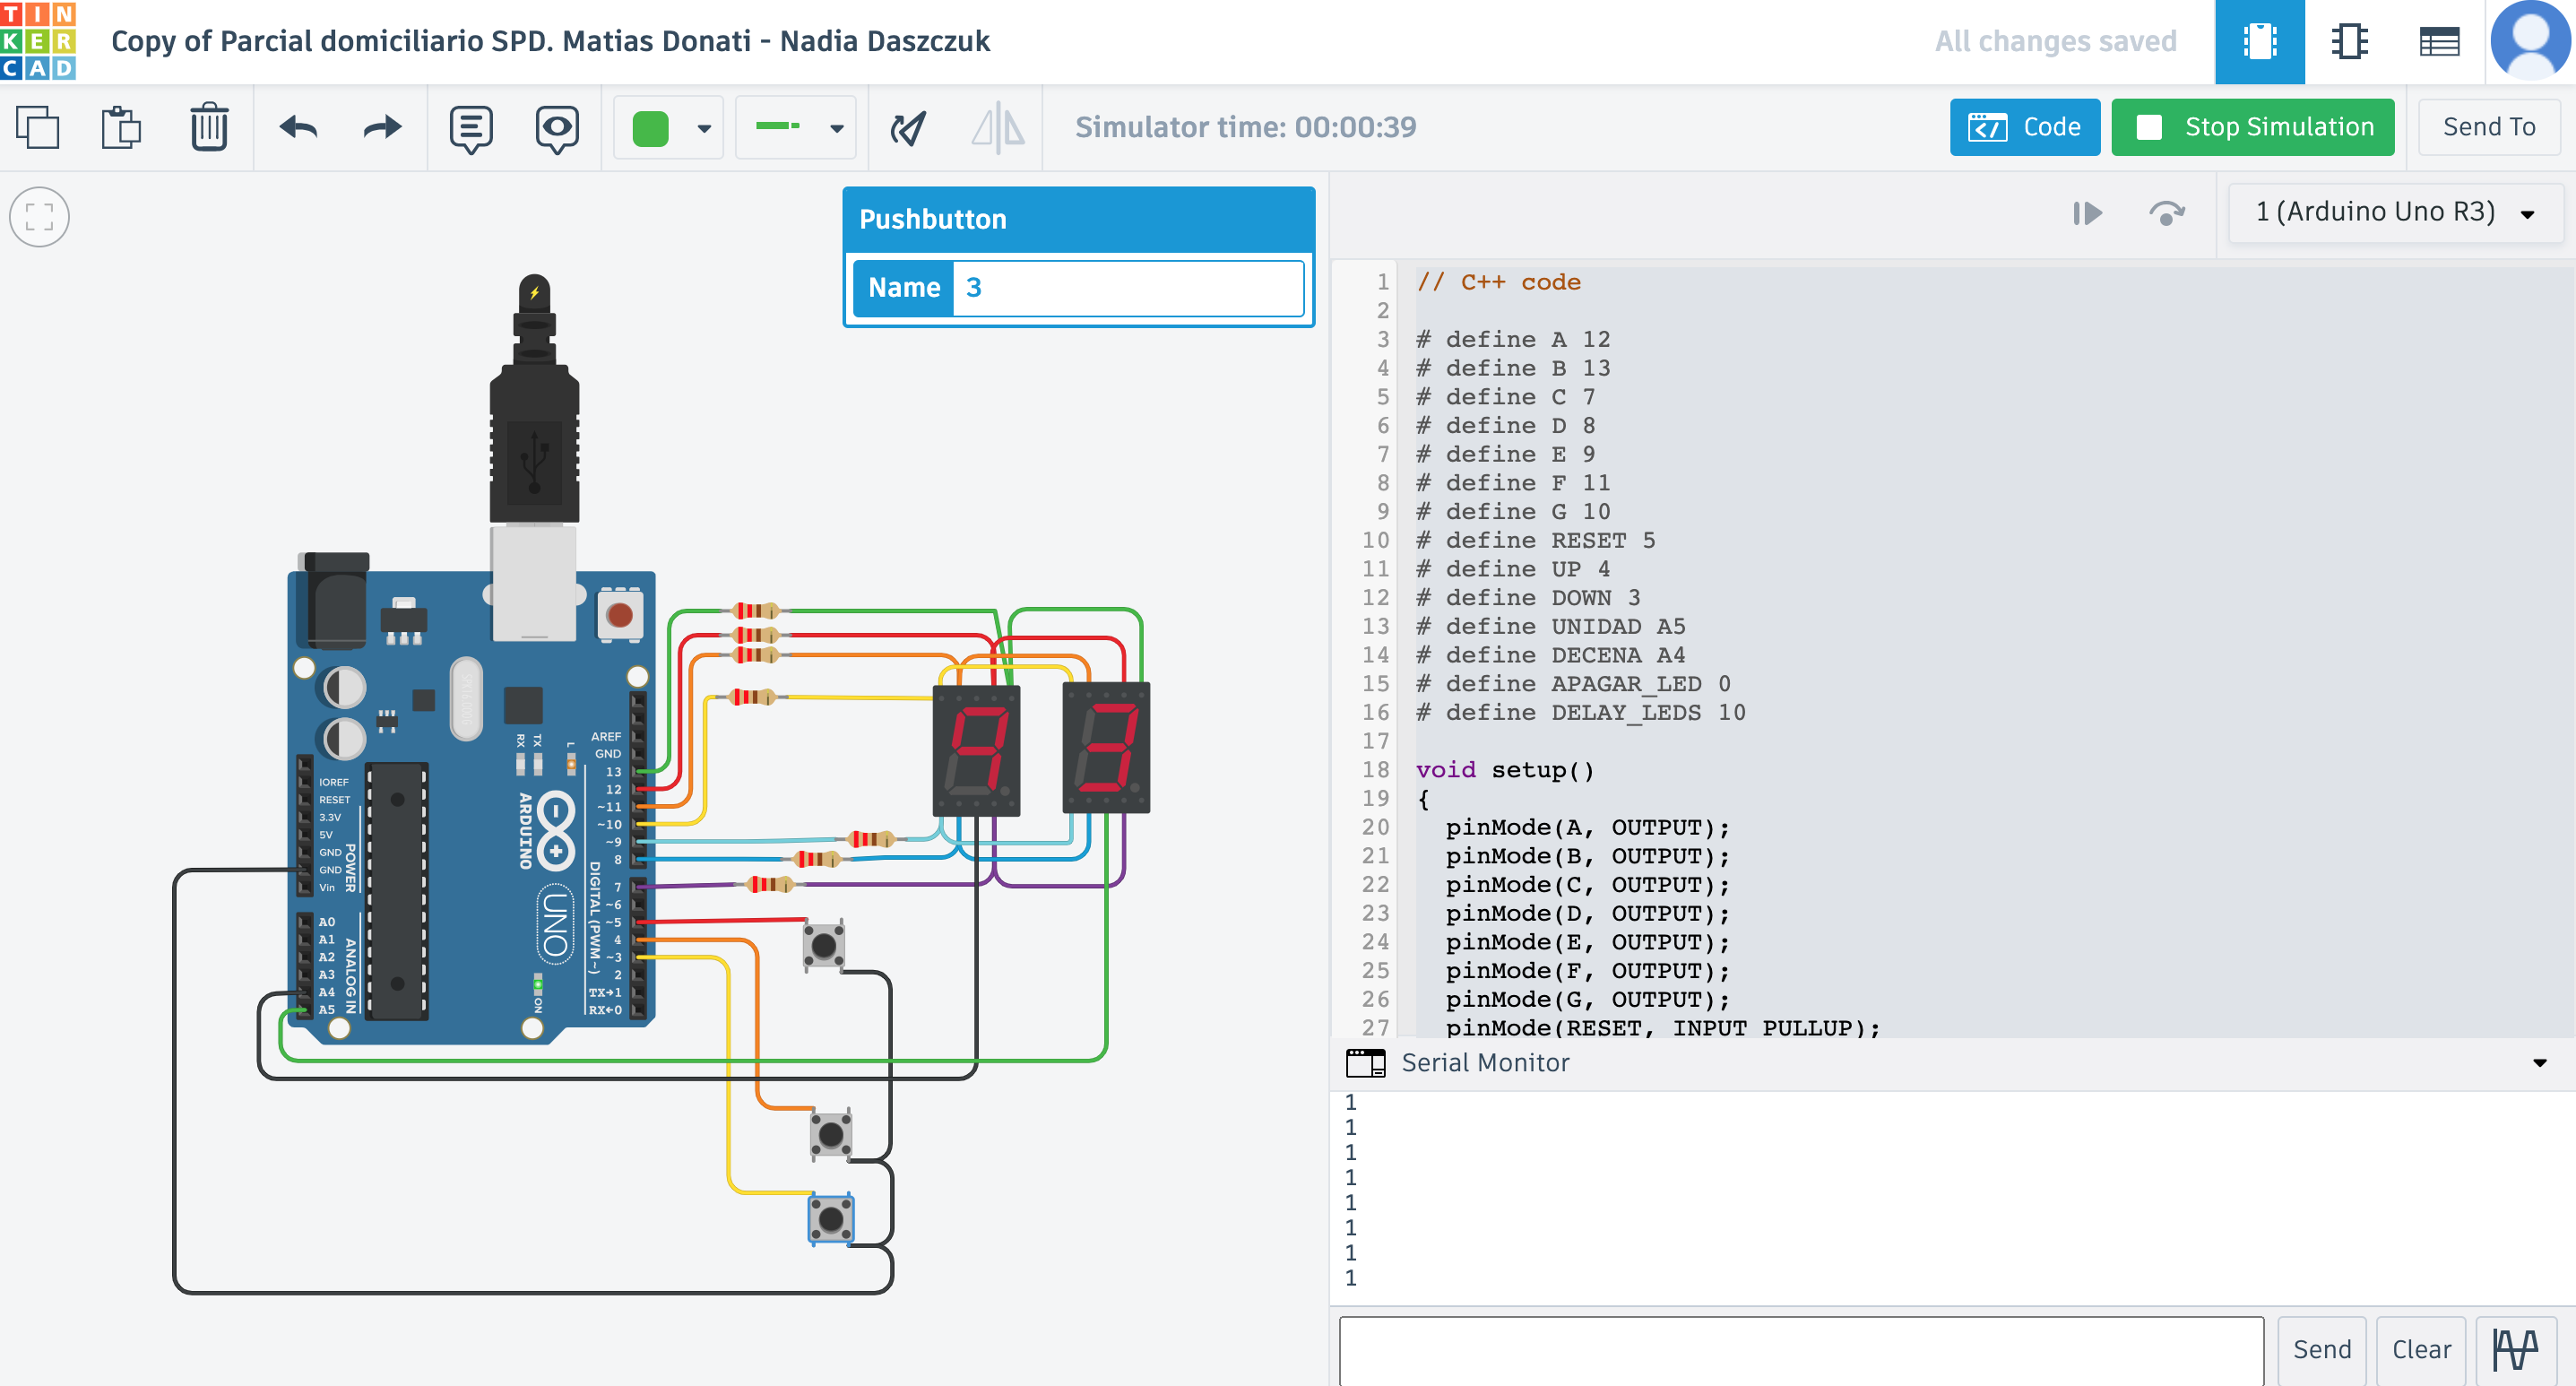 TIN
KER
CAD
Copy of Parcial domiciliario SPD. Matias Donati - Nadia Daszczuk
All changes saved
Simulator time: 00:00:39
Code
Stop Simulation
Send To
Pushbutton
Name 3
1 (Arduino Uno R3)
1 // C++ code
2
3 # define A 12
4 # define B 13
5 # define C 7
6 # define D 8
7 # define E 9
8 # define F 11
9 # define G 10
10 # define RESET 5
11 # define UP 4
12 # define DOWN 3
13 # define UNIDAD A5
14 # define DECENA A4
15 # define APAGAR_LED 0
16 # define DELAY_LEDS 10
17
18 void setup()
19 {
20 pinMode(A, OUTPUT);
21 pinMode(B, OUTPUT);
22 pinMode(C, OUTPUT);
23 pinMode(D, OUTPUT);
24 pinMode(E, OUTPUT);
25 pinMode(F, OUTPUT);
26 pinMode(G, OUTPUT);
27 pinMode(RESET, INPUT_PULLUP);
Serial Monitor
1
1
1
1
1
1
1
1
Send
Clear
AREF
GND
13
12
~11
~10
~9
8
7
~6
~5
4
~3
2
TX→1
RX←0
DIGITAL (PWM~)
RX
TX
L
ARDUINO
UNO
ON
IOREF
RESET
3.3V
5V
GND
GND
Vin
POWER
A0
A1
A2
A3
A4
A5
ANALOG IN
9
3